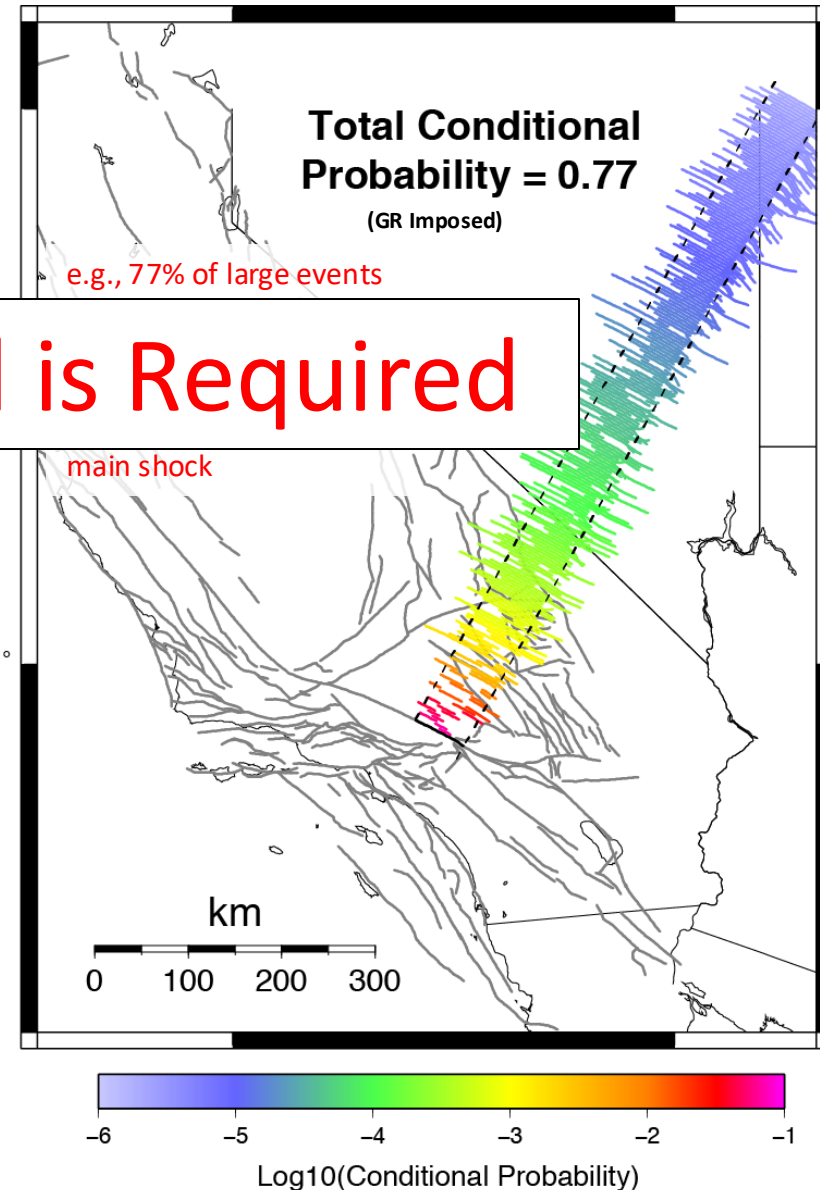 Total Conditional
Probability = 0.77
(GR Imposed)
e.g., 77% of large events
is Required
main shock
km
0 100 200 300
−6 −5 −4 −3 −2 −1
Log10(Conditional Probability)